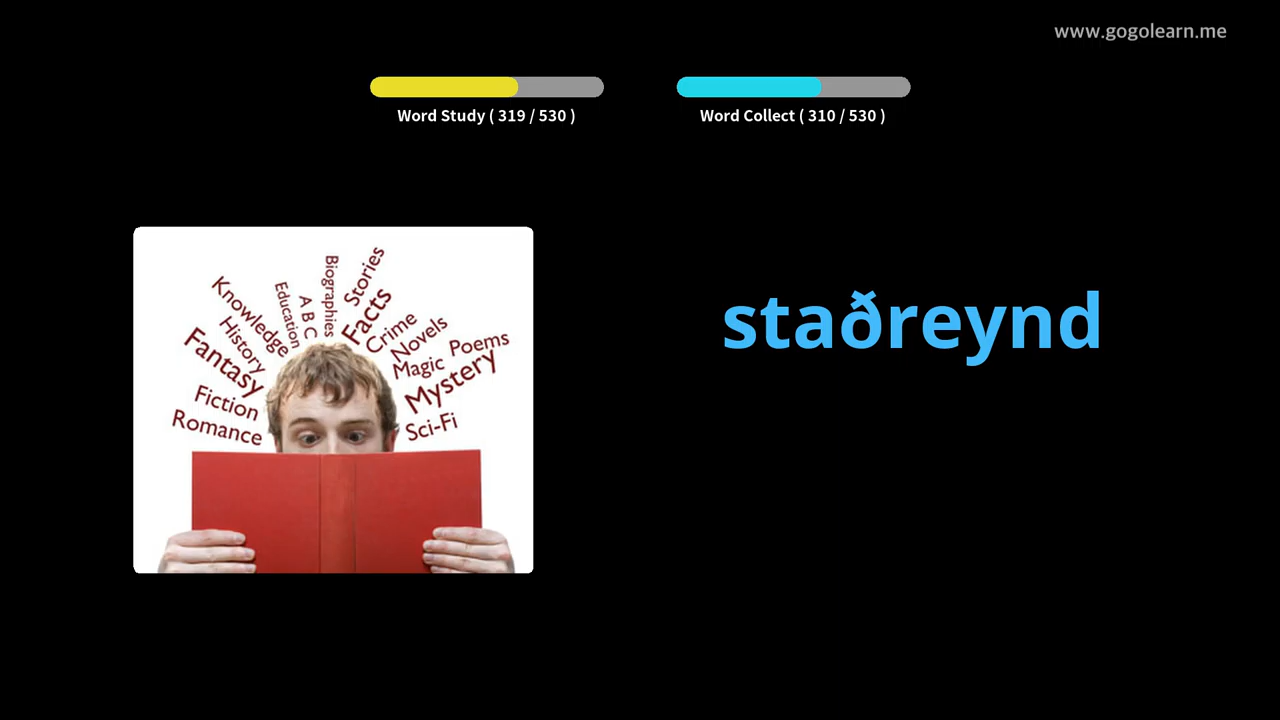 www.gogolearn.me
Word Study ( 319 / 530 )
Word Collect ( 310 / 530 )
staðreynd
Biographies
Stories
Education
A B C
Facts
Knowledge
History
Crime
Novels
Poems
Fantasy
Magic
Mystery
Fiction
Romance
Sci-Fi